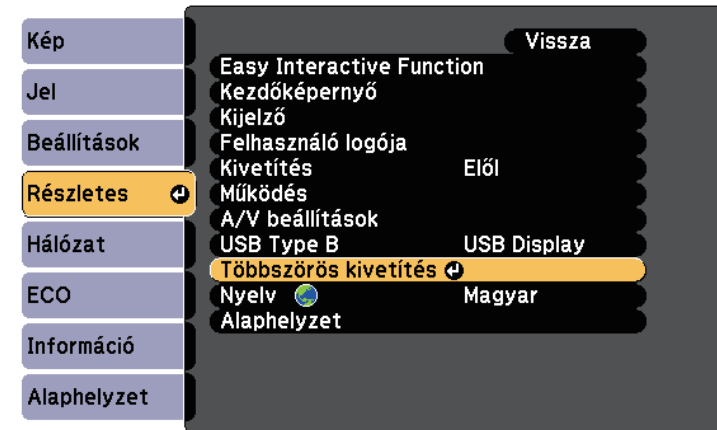 Kép
Jel
Beállítások
Részletes
Hálózat
ECO
Információ
Alaphelyzet
Vissza
Easy Interactive Function
Kezdőképernyő
Kijelző
Felhasználó logója
Kivetítés Elől
Működés
A/V beállítások
USB Type B USB Display
Többszörös kivetítés
Nyelv Magyar
Alaphelyzet